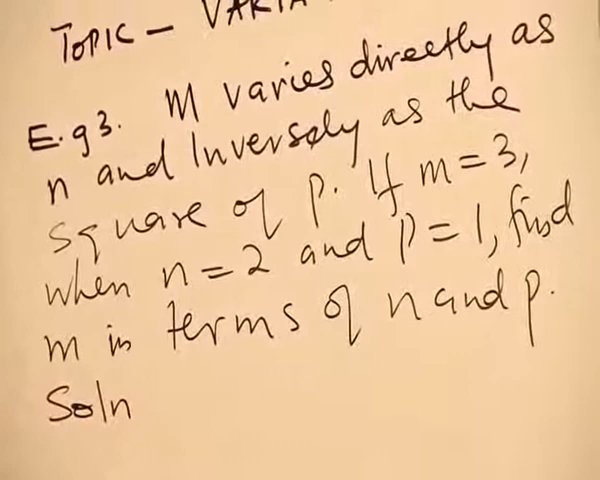 TOPIC -
E.g 3. M varies directly as
n and Inversely as the
square of p. If m = 3,
when n = 2 and p = 1, find
m in terms of n and p.
Soln